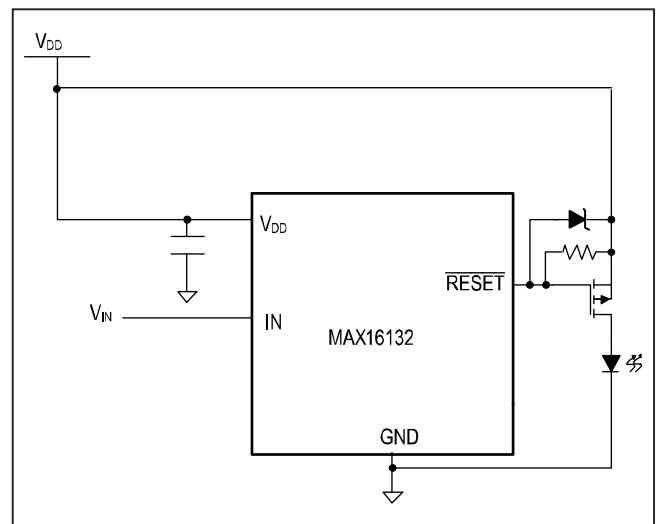 VDD
VDD
RESET
VIN
IN
MAX16132
GND